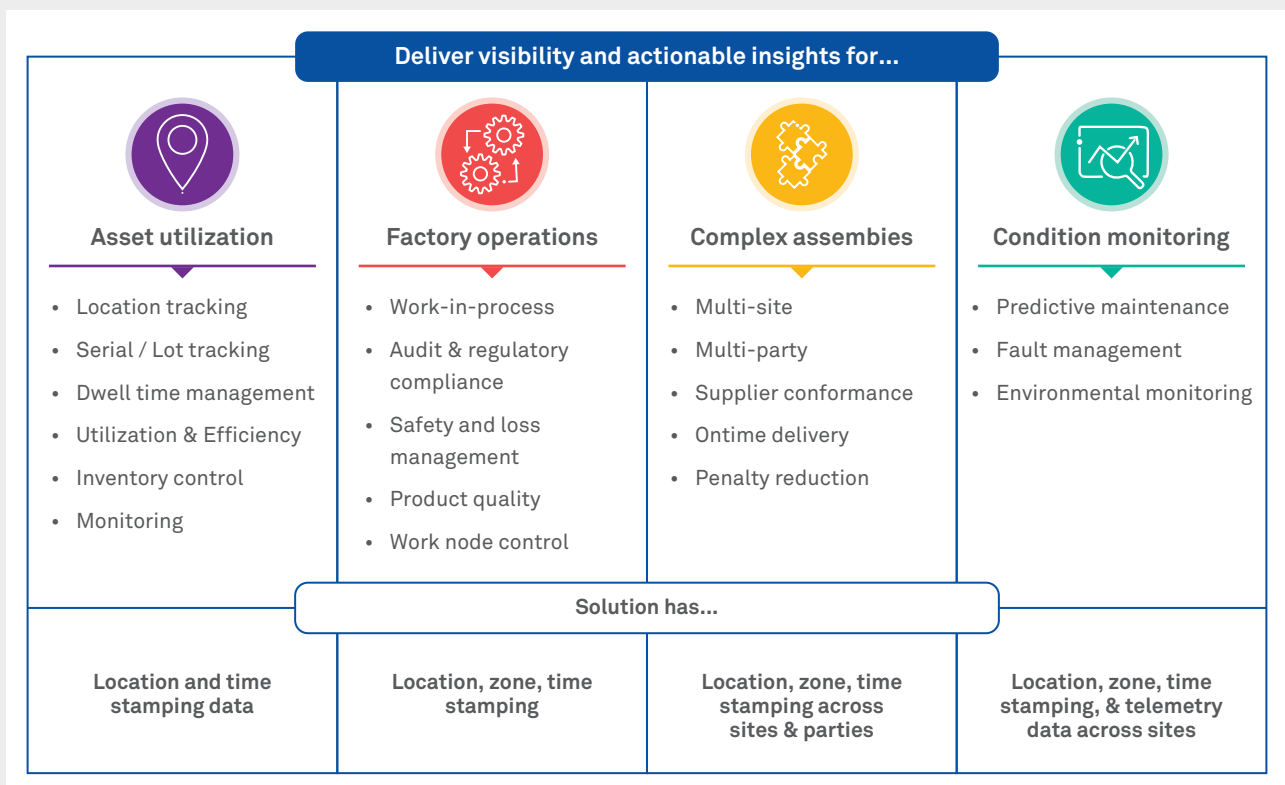 Deliver visibility and actionable insights for...
Asset utilization
• Location tracking
• Serial / Lot tracking
• Dwell time management
• Utilization & Efficiency
• Inventory control
• Monitoring
Factory operations
• Work-in-process
• Audit & regulatory
compliance
• Safety and loss
management
• Product quality
• Work node control
Complex assembies
• Multi-site
• Multi-party
• Supplier conformance
• Ontime delivery
• Penalty reduction
Condition monitoring
• Predictive maintenance
• Fault management
• Environmental monitoring
Solution has...
Location and time
stamping data
Location, zone, time
stamping
Location, zone, time
stamping across
sites & parties
Location, zone, time
stamping, & telemetry
data across sites